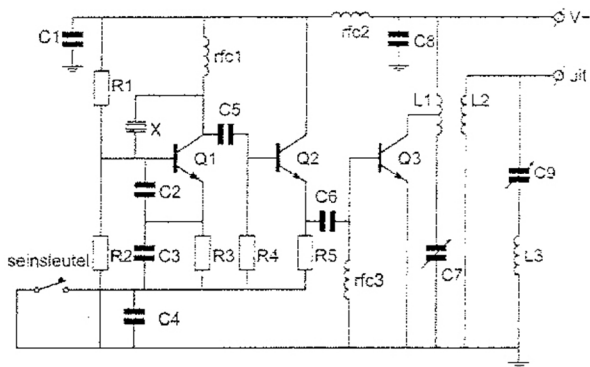 C1
rfc1
rfc2
C8
V+
R1
X
C5
L1
L2
uit
Q1
Q2
Q3
C2
C6
C9
seinsleutel
R2
C3
R3
R4
R5
rfc3
C7
L3
C4